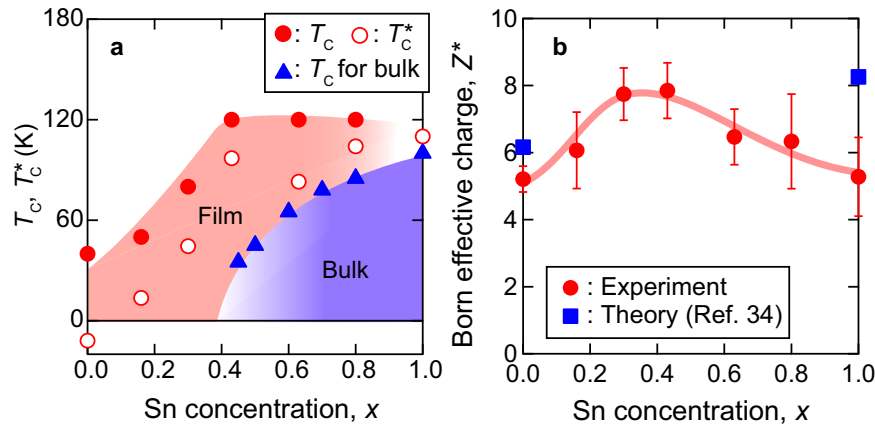 a
: T_C : T_C^*
: T_C for bulk
T_C, T_C^* (K)
180
120
60
0
Film
Bulk
0.0 0.2 0.4 0.6 0.8 1.0
Sn concentration, x
b
Born effective charge, Z*
10
8
6
4
2
0
: Experiment
: Theory (Ref. 34)
0.0 0.2 0.4 0.6 0.8 1.0
Sn concentration, x